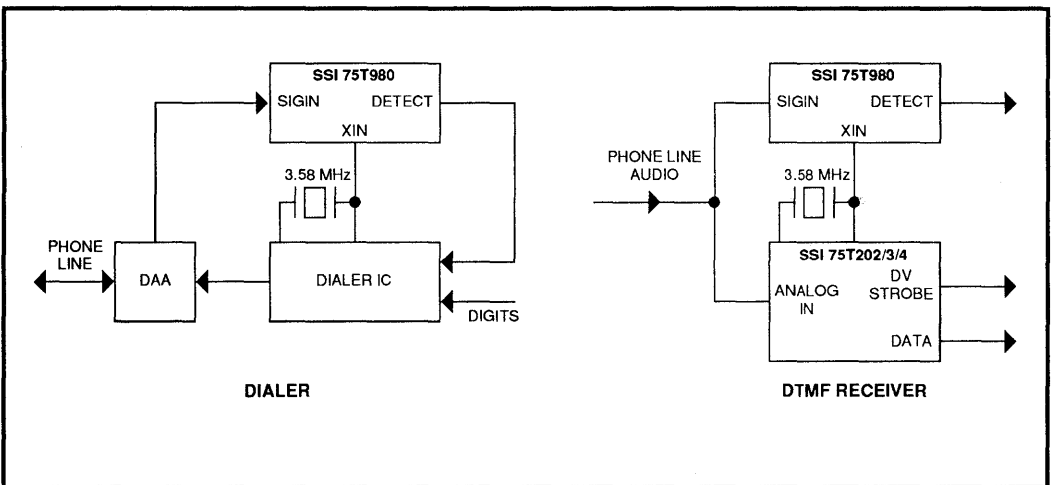 SSI 75T980
SIGIN DETECT
XIN
3.58 MHz
PHONE
LINE
DAA
DIALER IC
DIGITS
DIALER
SSI 75T980
SIGIN DETECT
XIN
PHONE LINE
AUDIO
3.58 MHz
SSI 75T202/3/4
ANALOG
IN
DV
STROBE
DATA
DTMF RECEIVER